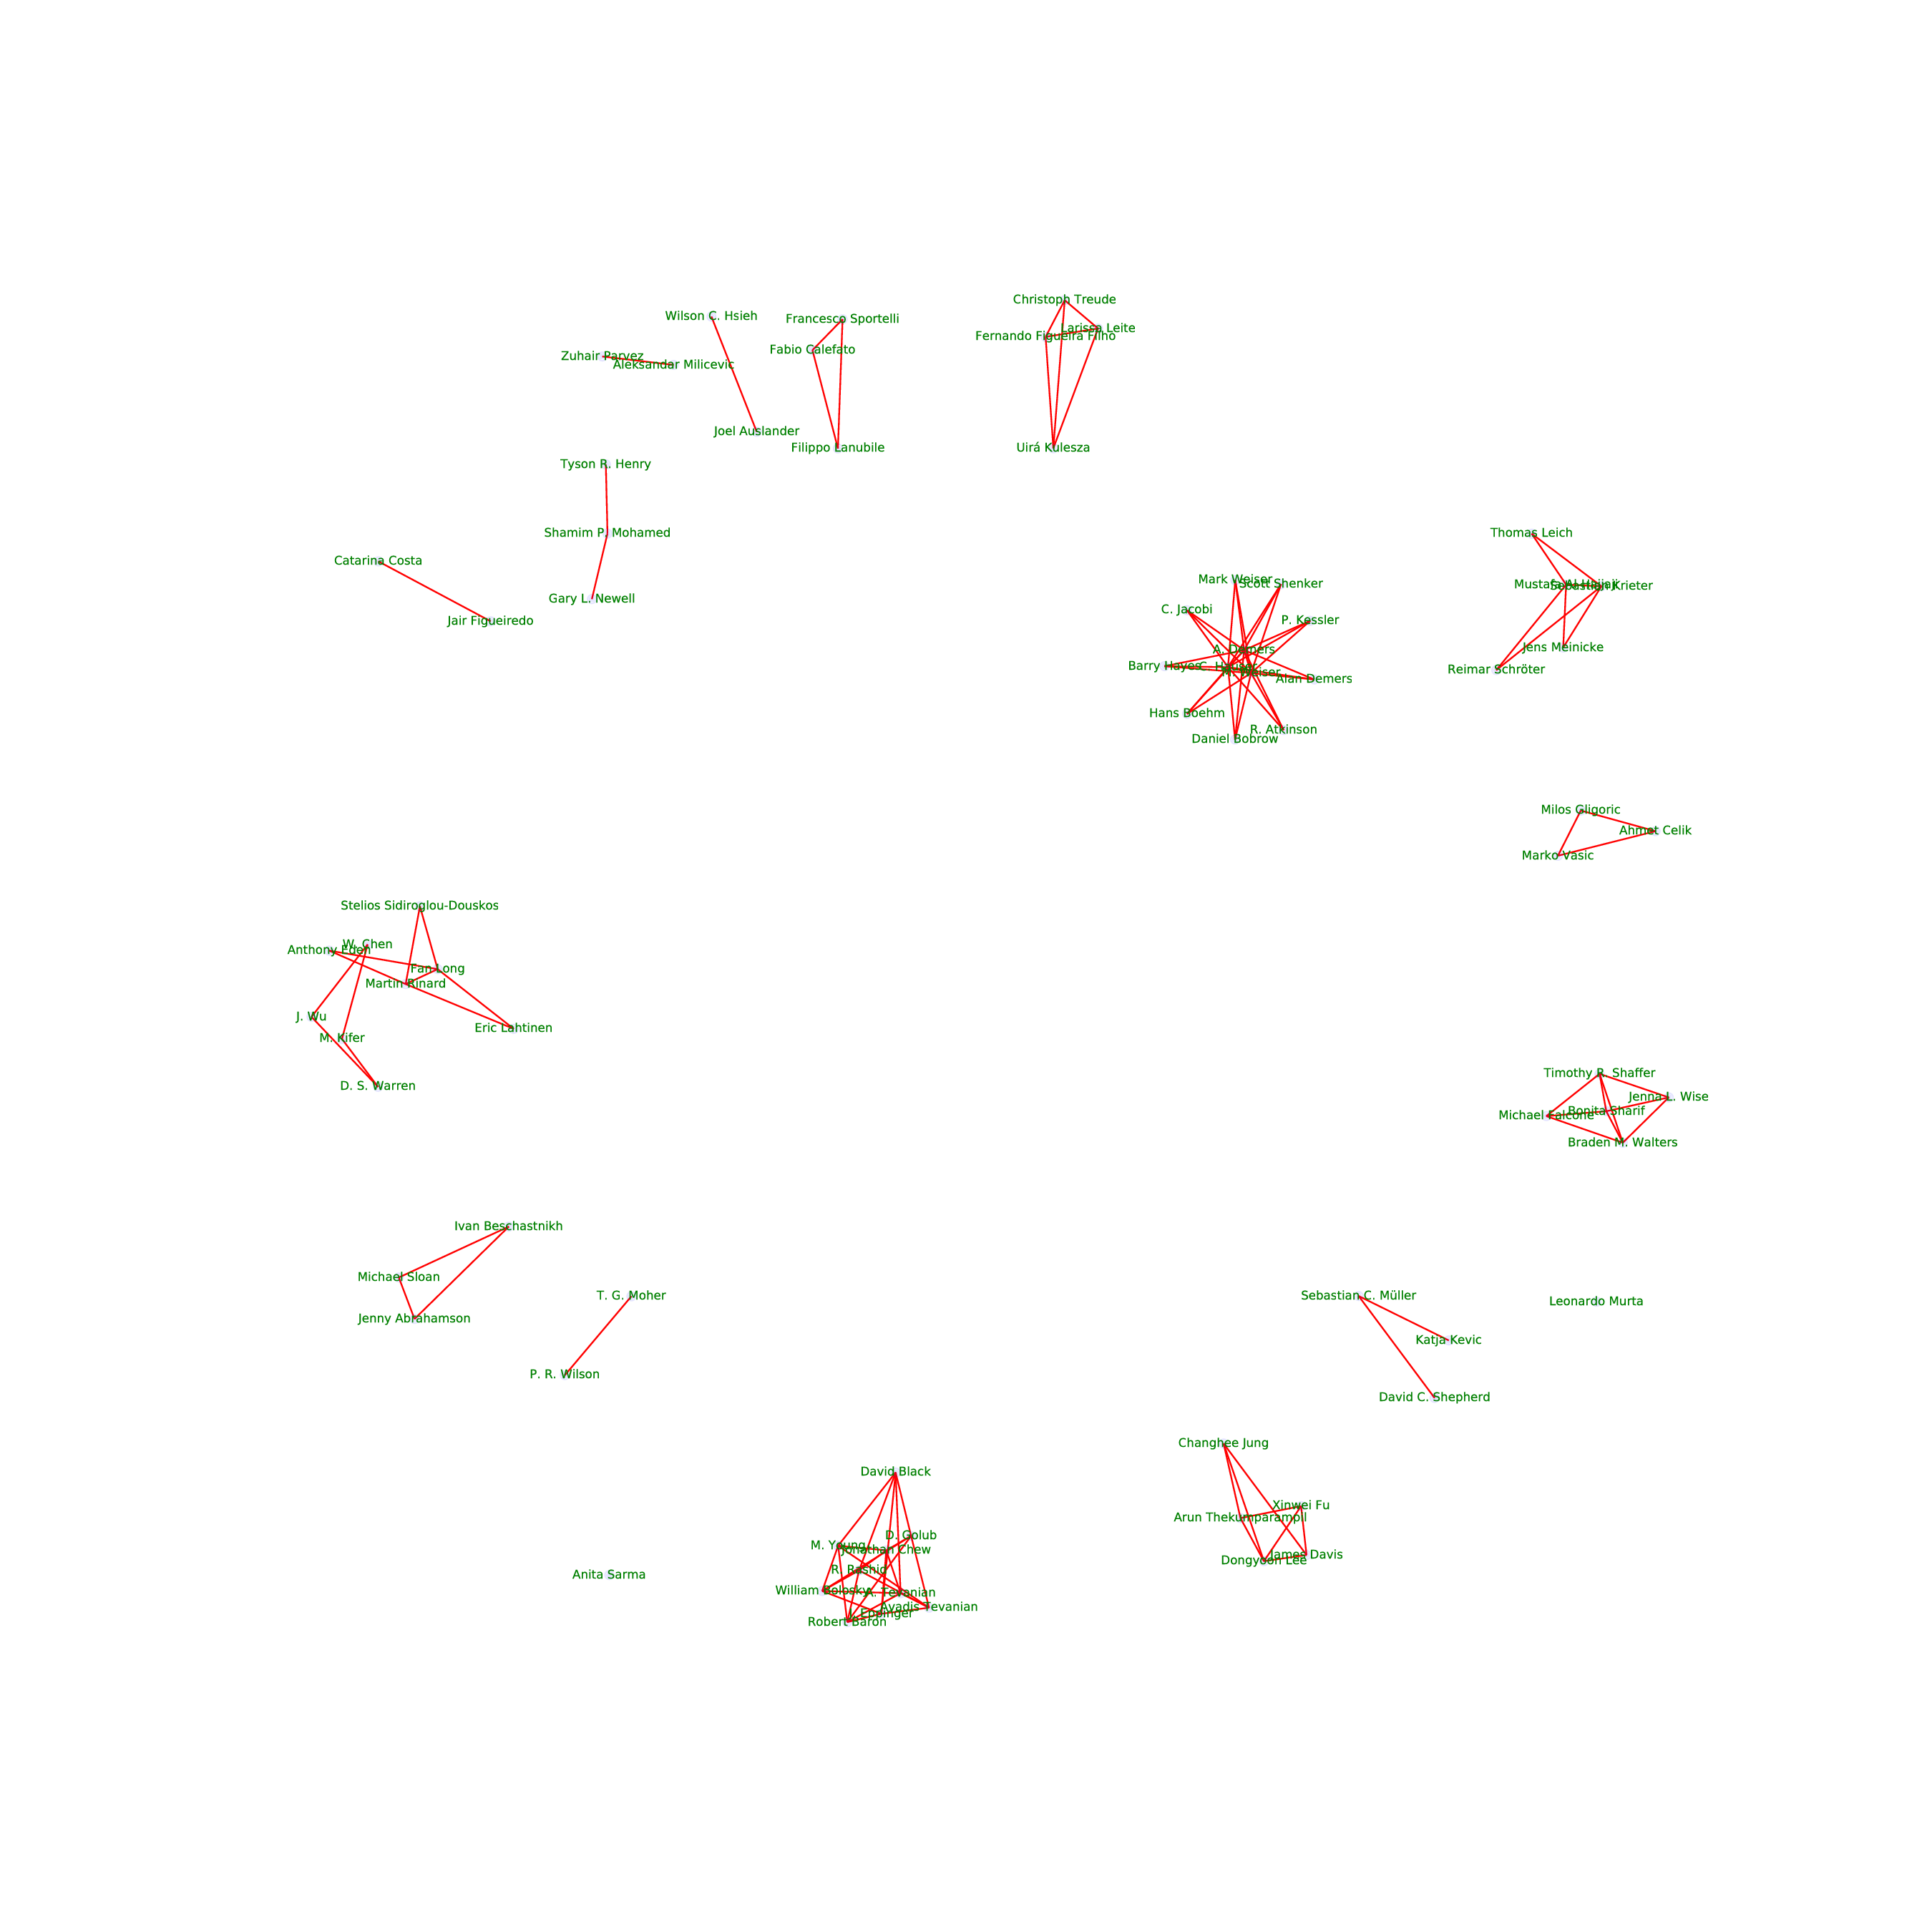 Christoph Treude
Wilson C. Hsieh
Francesco Sportelli
Larissa Leite
Fernando Figueira Filho
Fabio Calefato
Zuhair Parvez
Aleksandar Milicevic
Joel Auslander
Filippo Lanubile
Uirá Kulesza
Tyson R. Henry
Shamim P. Mohamed
Thomas Leich
Catarina Costa
Mark Weiser
Scott Shenker
Mustafa Al-Hajjaji
Sebastian Krieter
Gary L. Newell
C. Jacobi
Jair Figueiredo
P. Kessler
Jens Meinicke
A. Demers
Barry Hayes
C. Hauser
Reimar Schröter
Alan Demers
Hans Boehm
R. Atkinson
Daniel Bobrow
Milos Gligoric
Ahmet Celik
Marko Vasic
Stelios Sidiroglou-Douskos
W. Chen
Anthony Eden
Fan Long
Martin Rinard
J. Wu
Eric Lahtinen
M. Kifer
Timothy R. Shaffer
D. S. Warren
Jenna L. Wise
Bonita Sharif
Michael Falcone
Braden M. Walters
Ivan Beschastnikh
Michael Sloan
T. G. Moher
Sebastian C. Müller
Leonardo Murta
Jenny Abrahamson
Katja Kevic
P. R. Wilson
David C. Shepherd
Changhee Jung
David Black
Xinwei Fu
Arun Thekumparampil
D. Golub
M. Young
Jonathan Chew
James Davis
Dongyoon Lee
R. Rashid
Anita Sarma
William Bolosky
A. Tevanian
Avadis Tevanian
Eppinger
Robert Baron